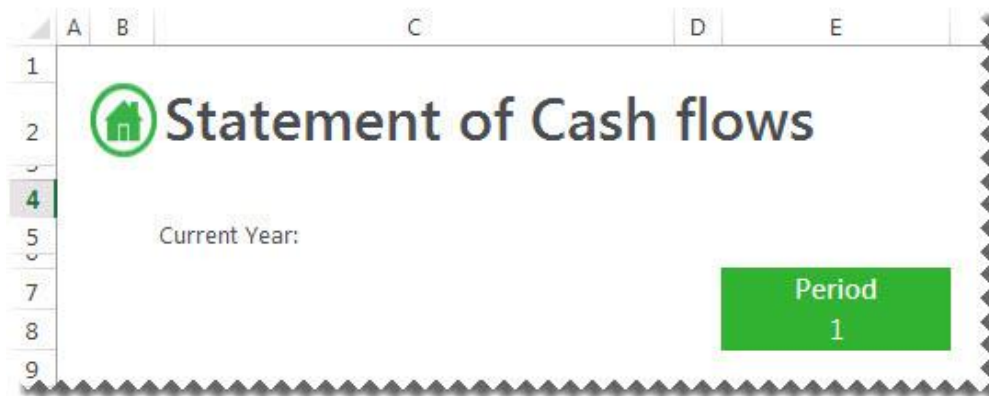 A B C D E
1
2 Statement of Cash flows
4
5 Current Year:
7 Period
8 1
9